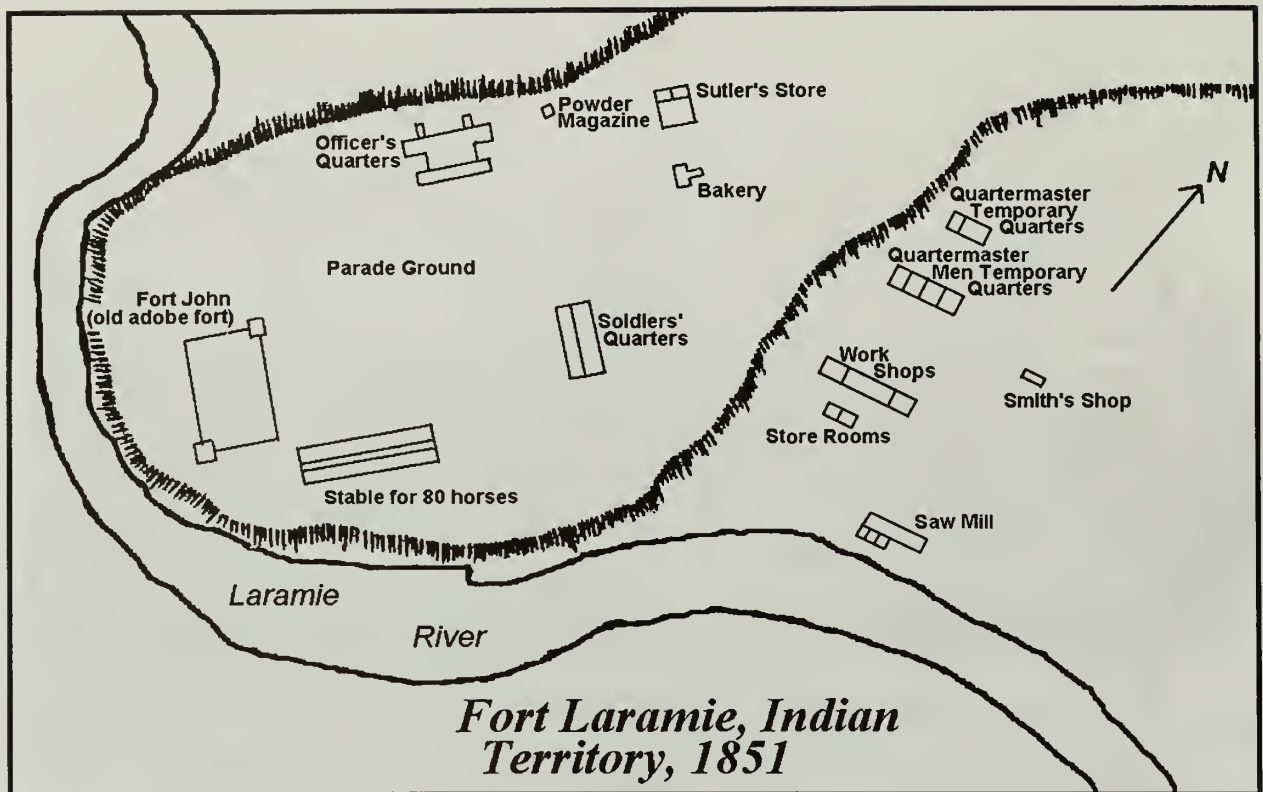 Sutler's Store
Powder
Magazine
Officer's
Quarters
Bakery
N
Quartermaster
Temporary
Quarters
Quartermaster
Men Temporary
Quarters
Parade Ground
Fort John
(old adobe fort)
Soldiers'
Quarters
Work
Shops
Smith's Shop
Store Rooms
Stable for 80 horses
Saw Mill
Laramie
River
Fort Laramie, Indian
Territory, 1851